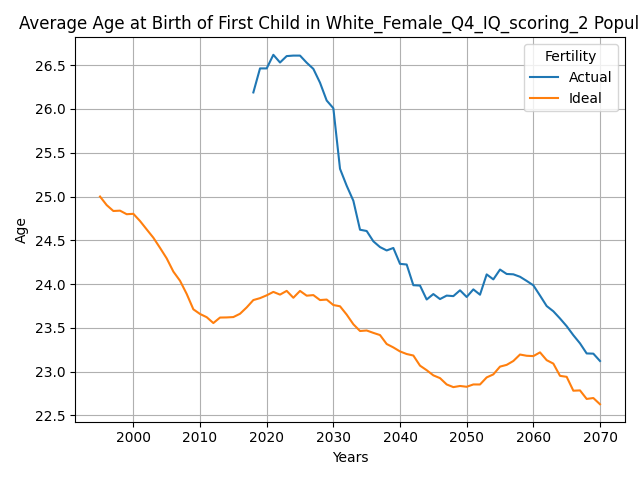 Average Age at Birth of First Child in White_Female_Q4_IQ_scoring_2 Popul
Fertility
Actual
Ideal
26.5
26.0
25.5
25.0
24.5
24.0
23.5
23.0
22.5
Age
2000 2010 2020 2030 2040 2050 2060 2070
Years